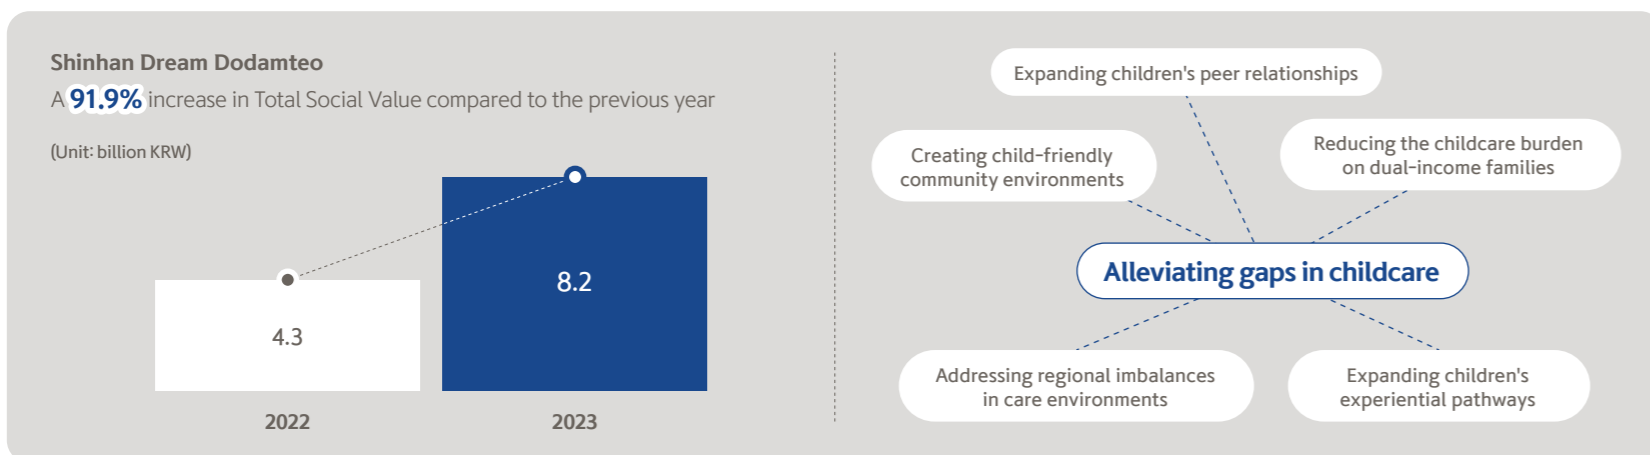 Shinhan Dream Dodamteo
A 91.9% increase in Total Social Value compared to the previous year
(Unit: billion KRW)
4.3
8.2
2022
2023
Expanding children's peer relationships
Creating child-friendly
community environments
Reducing the childcare burden
on dual-income families
Alleviating gaps in childcare
Addressing regional imbalances
in care environments
Expanding children's
experiential pathways